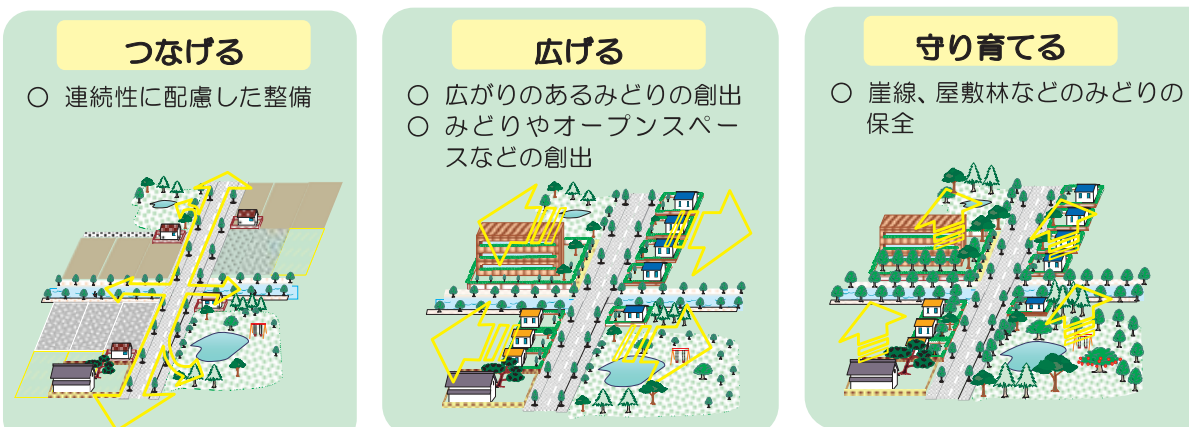 つなげる
○ 連続性に配慮した整備
広げる
○ 広がりのあるみどりの創出
○ みどりやオープンスペー
スなどの創出
守り育てる
○ 崖線、屋敷林などのみどりの
保全